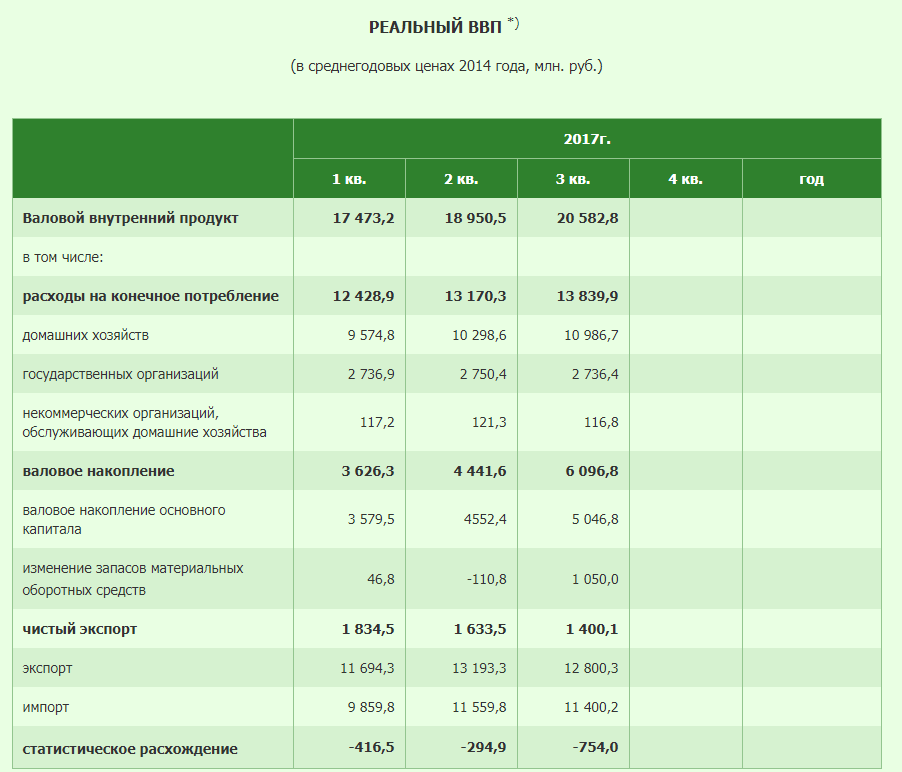 РЕАЛЬНЫЙ ВВП *)
(в среднегодовых ценах 2014 года, млн. руб.)
2017г.
1 кв. 2 кв. 3 кв. 4 кв. год
Валовой внутренний продукт 17 473,2 18 950,5 20 582,8
в том числе:
расходы на конечное потребление 12 428,9 13 170,3 13 839,9
домашних хозяйств 9 574,8 10 298,6 10 986,7
государственных организаций 2 736,9 2 750,4 2 736,4
некоммерческих организаций,
обслуживающих домашние хозяйства 117,2 121,3 116,8
валовое накопление 3 626,3 4 441,6 6 096,8
валовое накопление основного
капитала 3 579,5 4552,4 5 046,8
изменение запасов материальных
оборотных средств 46,8 -110,8 1 050,0
чистый экспорт 1 834,5 1 633,5 1 400,1
экспорт 11 694,3 13 193,3 12 800,3
импорт 9 859,8 11 559,8 11 400,2
статистическое расхождение -416,5 -294,9 -754,0